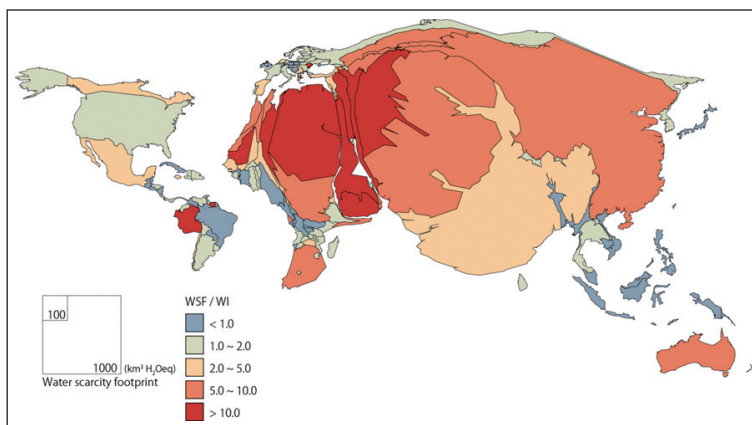 WSF / WI
< 1.0
1.0 ~ 2.0
2.0 ~ 5.0
5.0 ~ 10.0
> 10.0
100
1000 (km³ H₂Oeq)
Water scarcity footprint